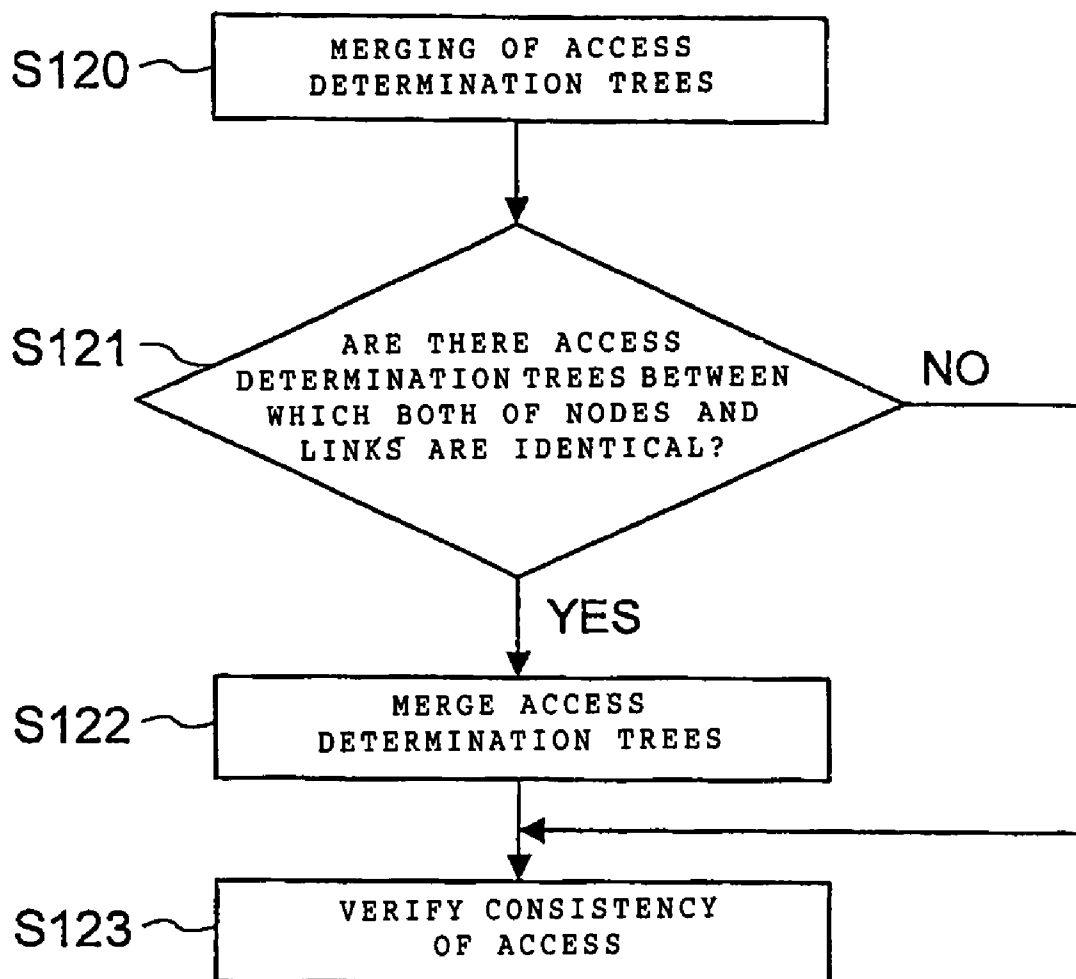 S120
MERGING OF ACCESS
DETERMINATION TREES
S121
ARE THERE ACCESS
DETERMINATION TREES BETWEEN
WHICH BOTH OF NODES AND
LINKS ARE IDENTICAL?
NO
YES
S122
MERGE ACCESS
DETERMINATION TREES
S123
VERIFY CONSISTENCY
OF ACCESS